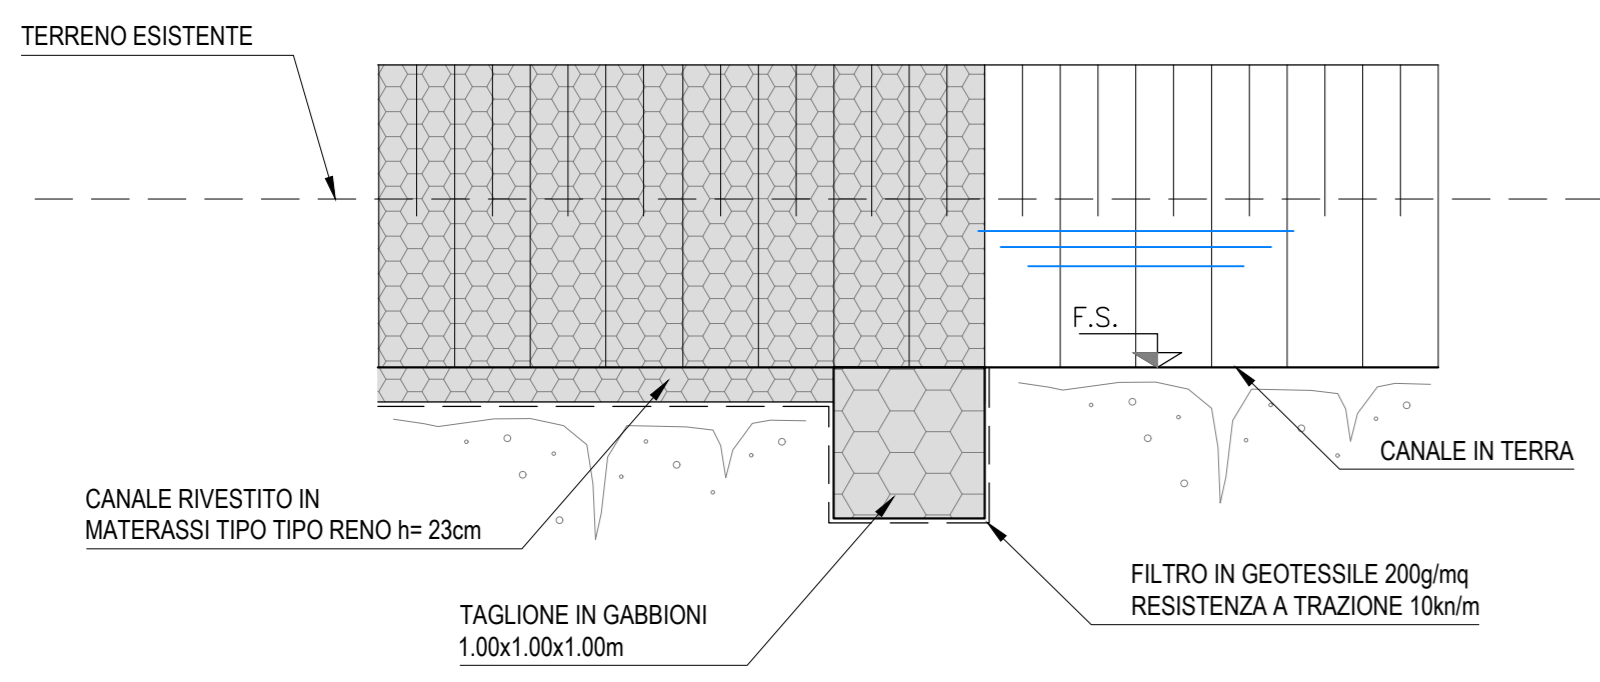 TERRENO ESISTENTE
F.S.
CANALE IN TERRA
CANALE RIVESTITO IN
MATERASSI TIPO TIPO RENO h= 23cm
FILTRO IN GEOTESSILE 200g/mq
RESISTENZA A TRAZIONE 10kn/m
TAGLIONE IN GABBIONI
1.00x1.00x1.00m